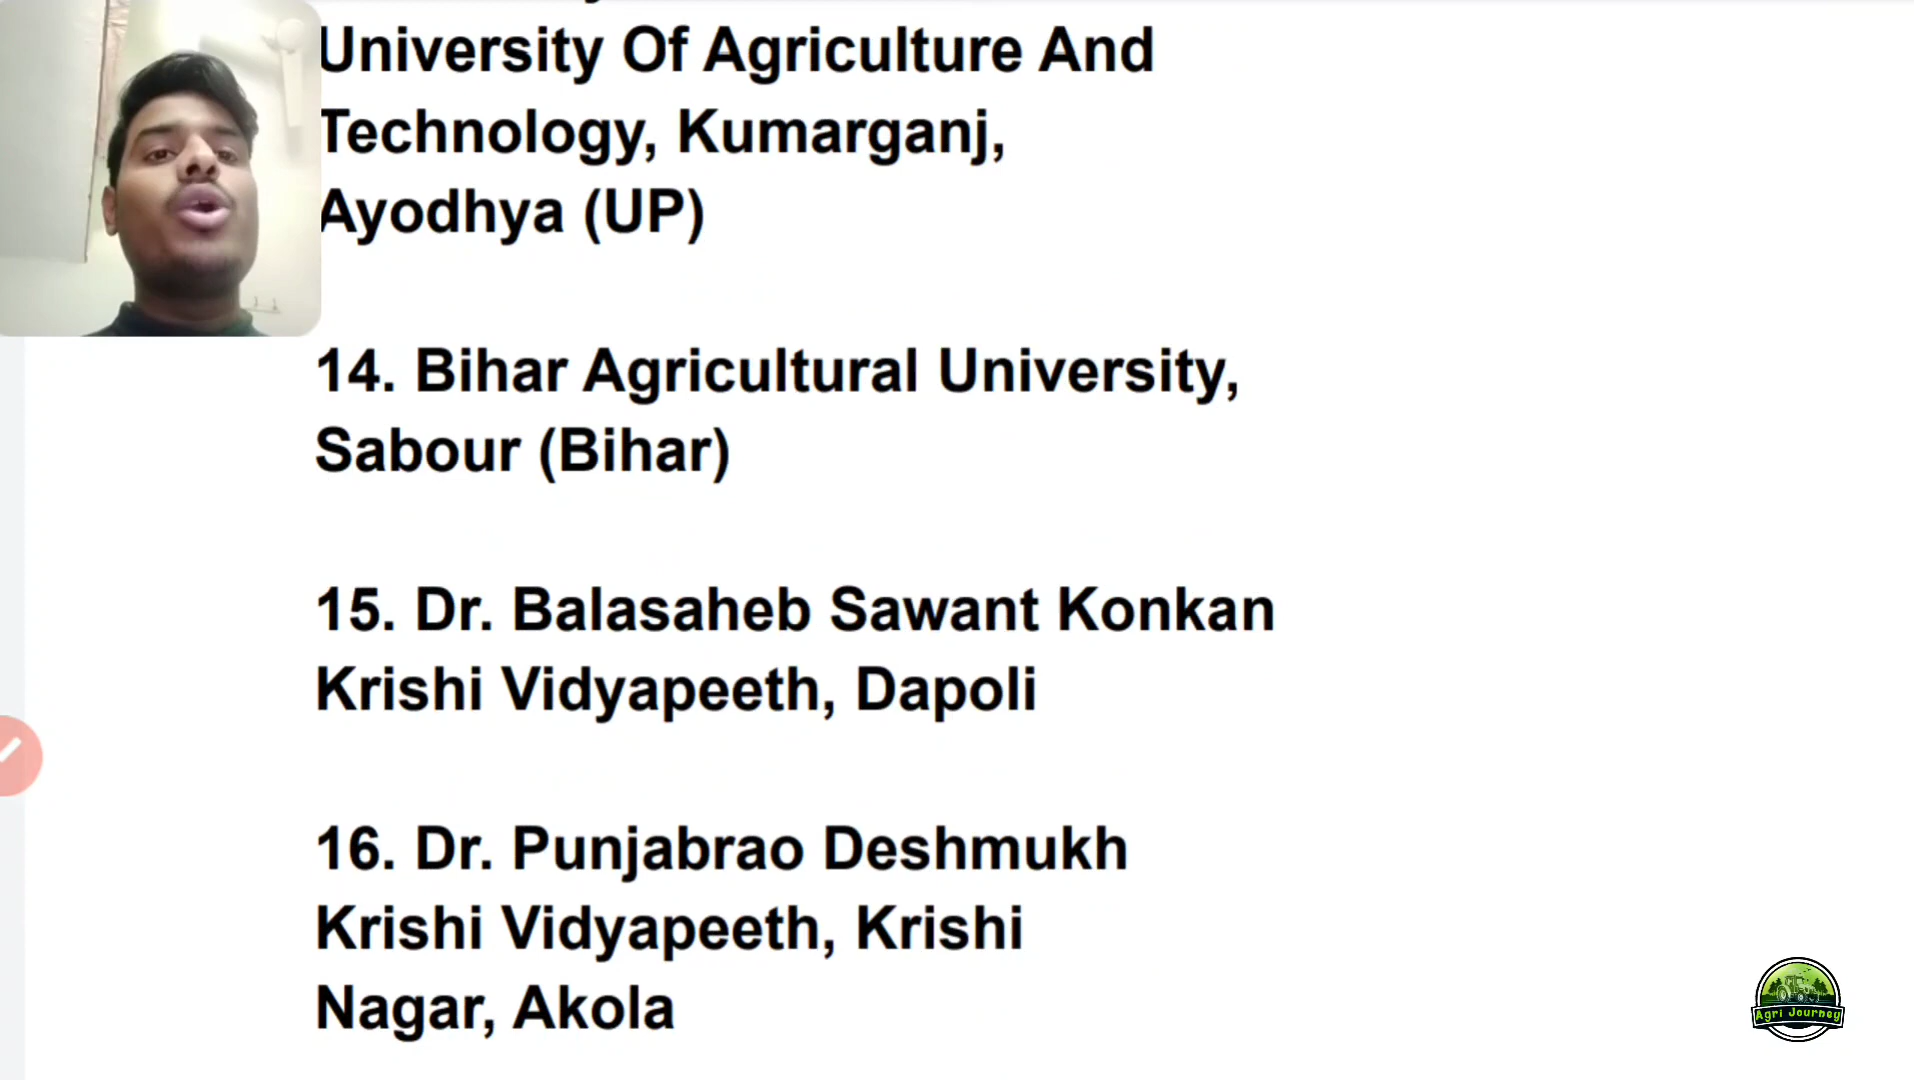 University Of Agriculture And
Technology, Kumarganj,
Ayodhya (UP)
14. Bihar Agricultural University,
Sabour (Bihar)
15. Dr. Balasaheb Sawant Konkan
Krishi Vidyapeeth, Dapoli
16. Dr. Punjabrao Deshmukh
Krishi Vidyapeeth, Krishi
Nagar, Akola
Agri Journey